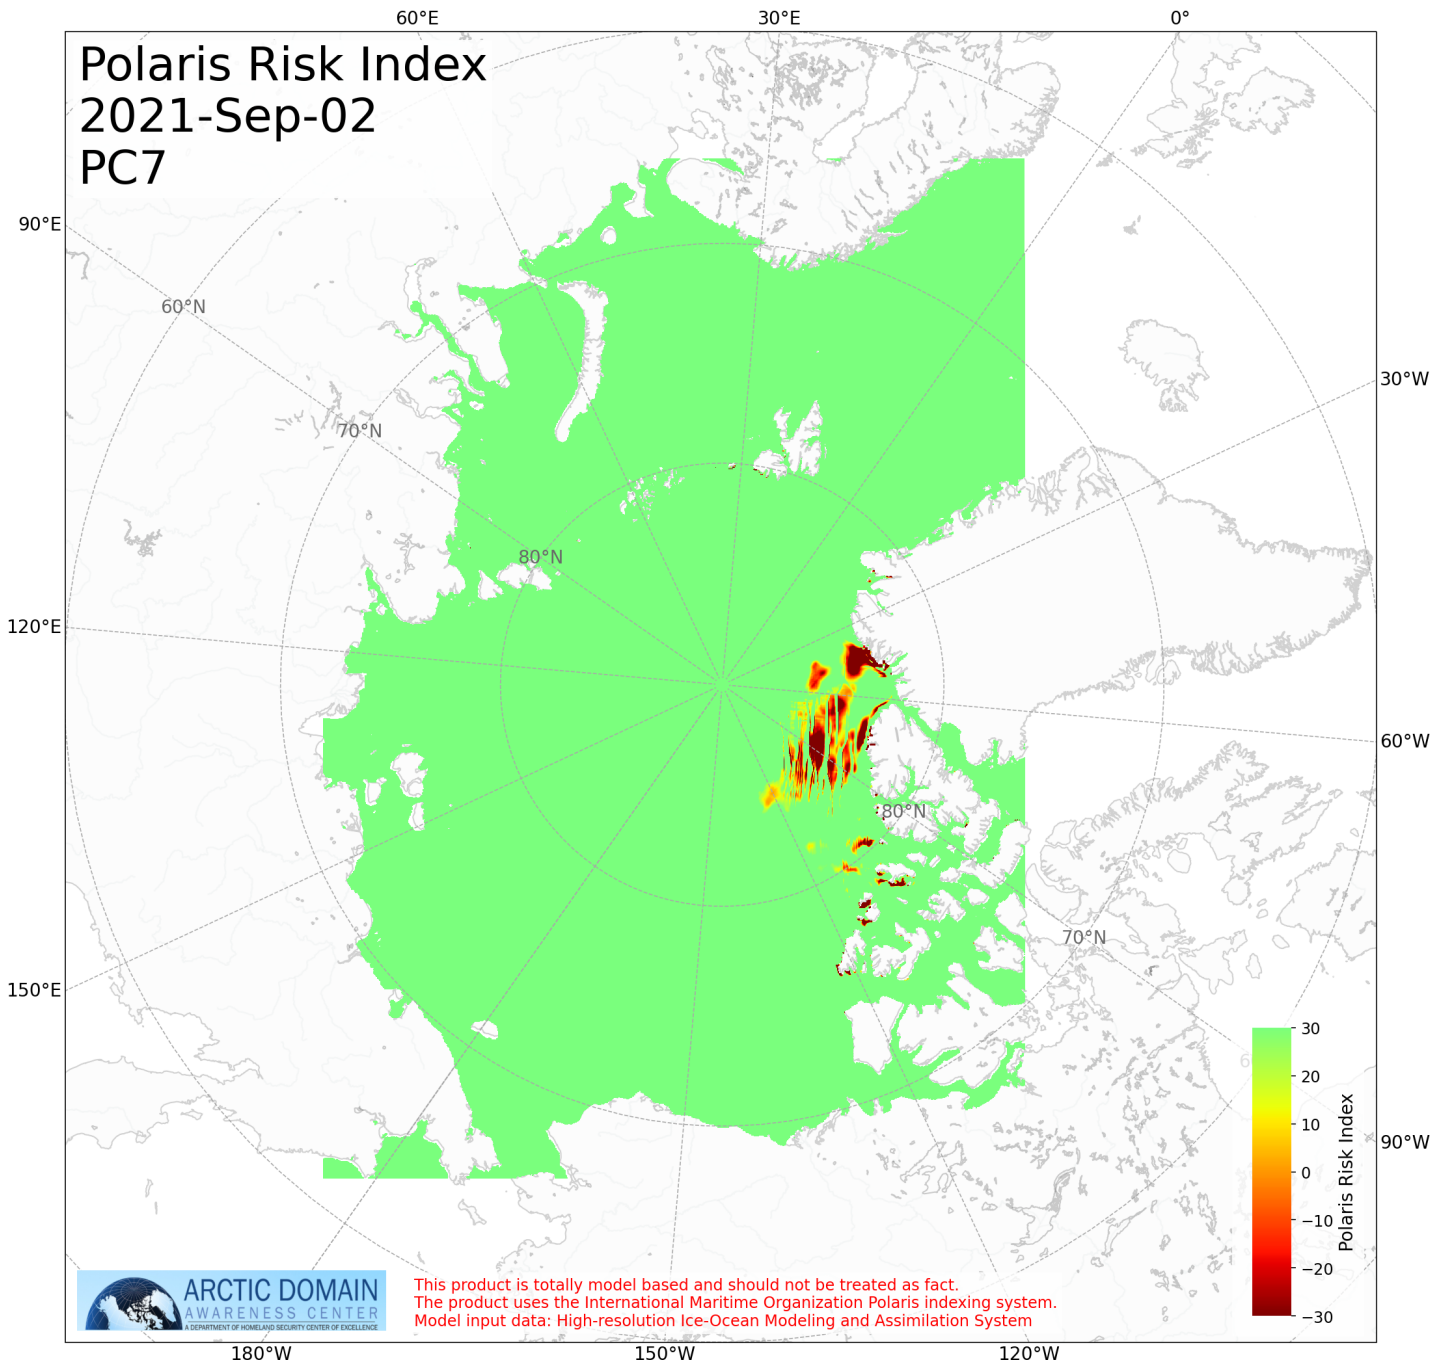 60°E 30°E 0°
Polaris Risk Index
2021-Sep-02
PC7
90°E
60°N
30°W
70°N
80°N
120°E
60°W
80°N
70°N
150°E
30
20
10
0
−10
−20
−30
Polaris Risk Index
90°W
ARCTIC DOMAIN
AWARENESS CENTER
A DEPARTMENT OF HOMELAND SECURITY CENTER OF EXCELLENCE
This product is totally model based and should not be treated as fact.
The product uses the International Maritime Organization Polaris indexing system.
Model input data: High-resolution Ice-Ocean Modeling and Assimilation System
180°W 150°W 120°W